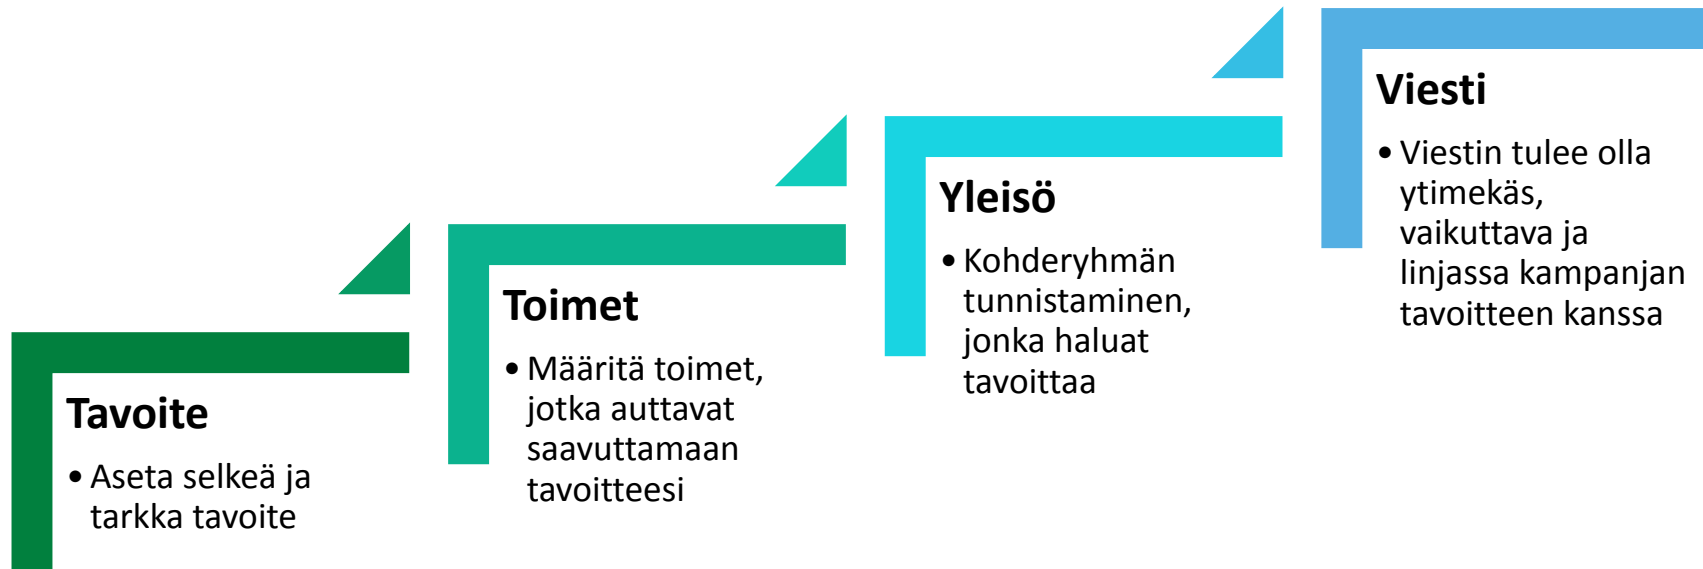 Tavoite
• Aseta selkeä ja
tarkka tavoite
Toimet
• Määritä toimet,
jotka auttavat
saavuttamaan
tavoitteesi
Yleisö
• Kohderyhmän
tunnistaminen,
jonka haluat
tavoittaa
Viesti
• Viestin tulee olla
ytimekäs,
vaikuttava ja
linjassa kampanjan
tavoitteen kanssa